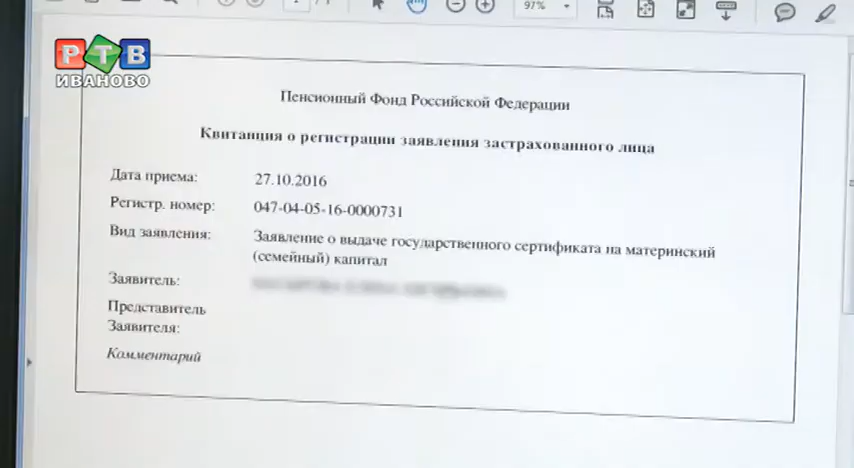 97%
РТВ
ИВАНОВО
Пенсионный Фонд Российской Федерации
Квитанция о регистрации заявления застрахованного лица
Дата приема: 27.10.2016
Регистр. номер: 047-04-05-16-0000731
Вид заявления: Заявление о выдаче государственного сертификата на материнский
(семейный) капитал
Заявитель:
Представитель
Заявителя:
Комментарий